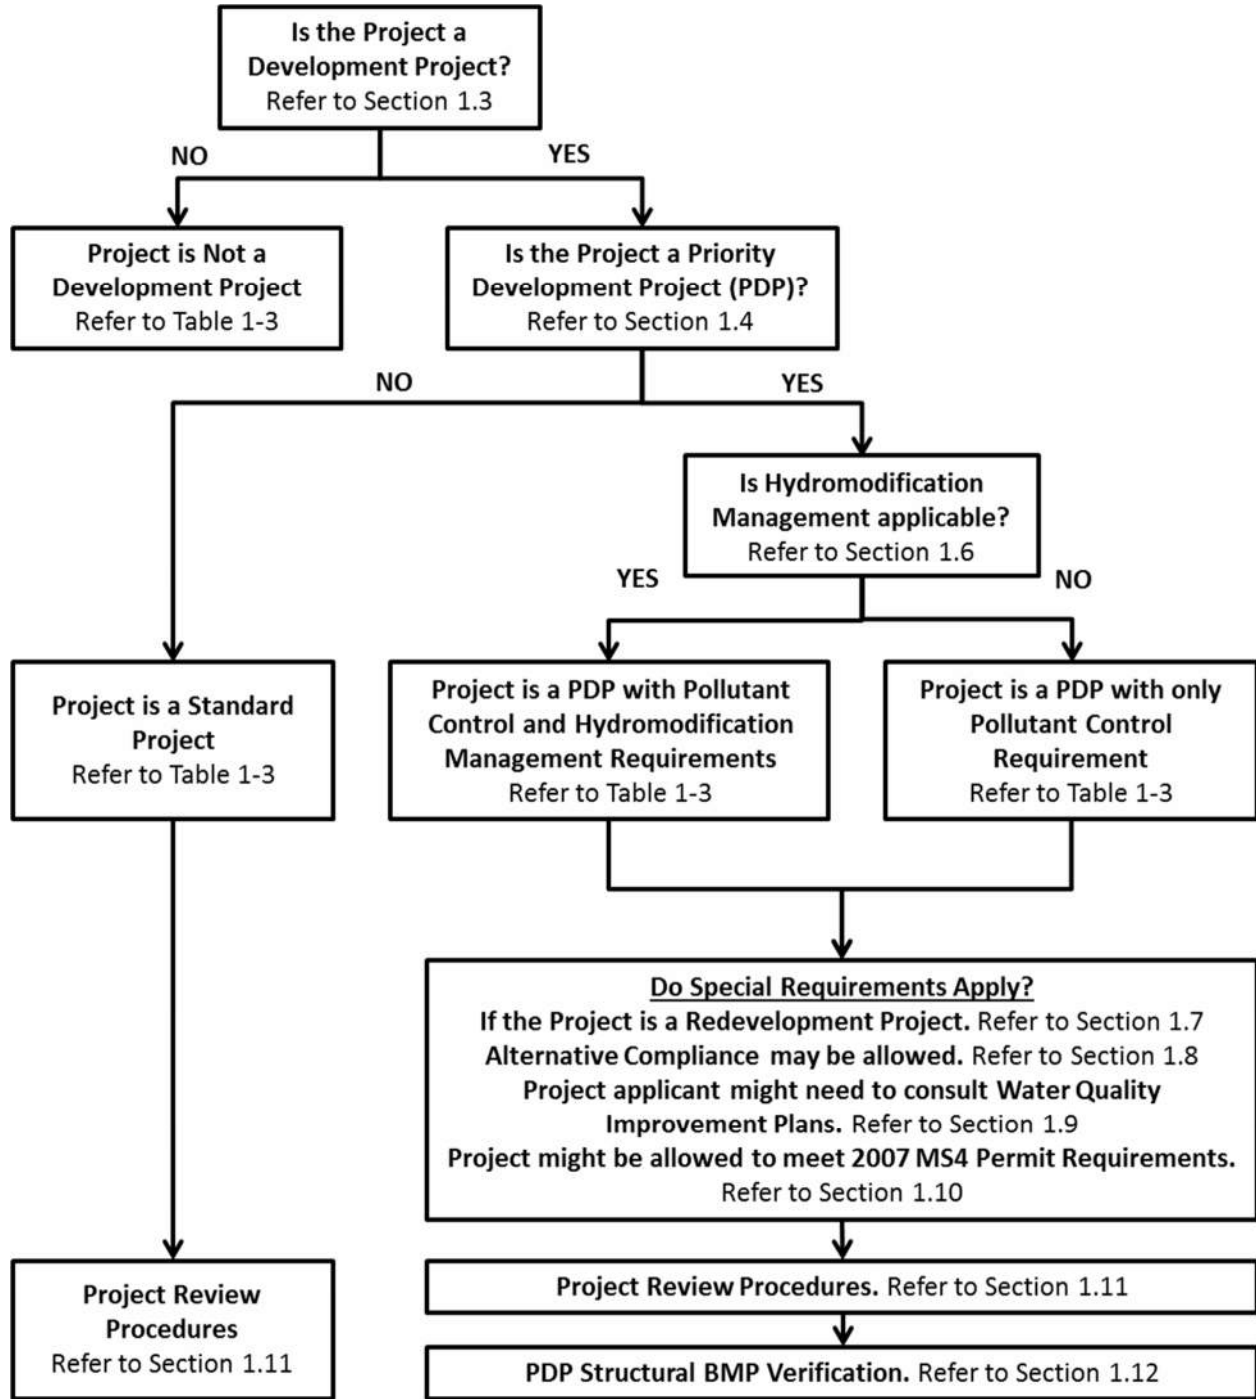 Is the Project a
Development Project?
Refer to Section 1.3
NO
YES
Project is Not a
Development Project
Refer to Table 1-3
Is the Project a Priority
Development Project (PDP)?
Refer to Section 1.4
NO
YES
Is Hydromodification
Management applicable?
Refer to Section 1.6
YES
NO
Project is a Standard
Project
Refer to Table 1-3
Project is a PDP with Pollutant
Control and Hydromodification
Management Requirements
Refer to Table 1-3
Project is a PDP with only
Pollutant Control
Requirement
Refer to Table 1-3
Do Special Requirements Apply?
If the Project is a Redevelopment Project. Refer to Section 1.7
Alternative Compliance may be allowed. Refer to Section 1.8
Project applicant might need to consult Water Quality
Improvement Plans. Refer to Section 1.9
Project might be allowed to meet 2007 MS4 Permit Requirements.
Refer to Section 1.10
Project Review
Procedures
Refer to Section 1.11
Project Review Procedures. Refer to Section 1.11
PDP Structural BMP Verification. Refer to Section 1.12